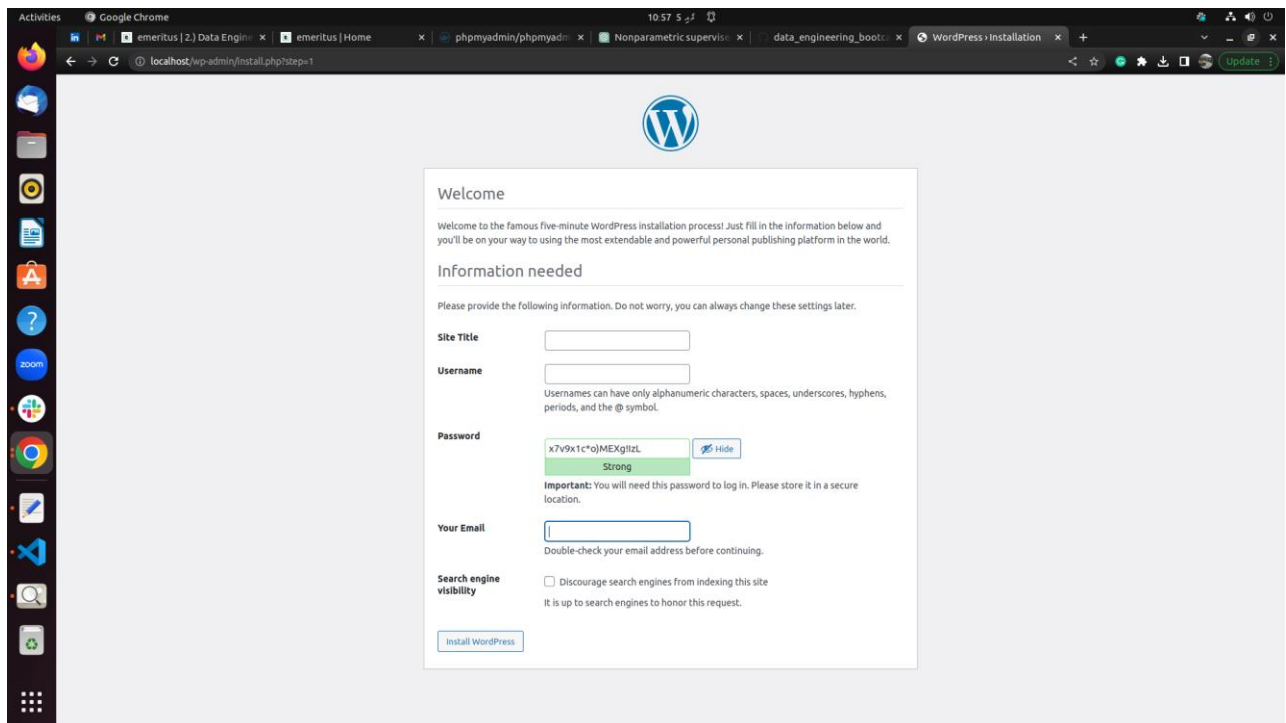 Activities Google Chrome 10:57 5
emeritus | 2.) Data Engine emeritus | Home phpmyadmin/phpmyadm Nonparametric supervise data_engineering_bootca WordPress › Installation
localhost/wp-admin/install.php?step=1 Update
Welcome
Welcome to the famous five-minute WordPress installation process! Just fill in the information below and
you'll be on your way to using the most extendable and powerful personal publishing platform in the world.
Information needed
Please provide the following information. Do not worry, you can always change these settings later.
Site Title
Username
Usernames can have only alphanumeric characters, spaces, underscores, hyphens,
periods, and the @ symbol.
Password
Hide
Strong
Important: You will need this password to log in. Please store it in a secure
location.
Your Email
Double-check your email address before continuing.
Search engine
visibility
Discourage search engines from indexing this site
It is up to search engines to honor this request.
Install WordPress
zoom